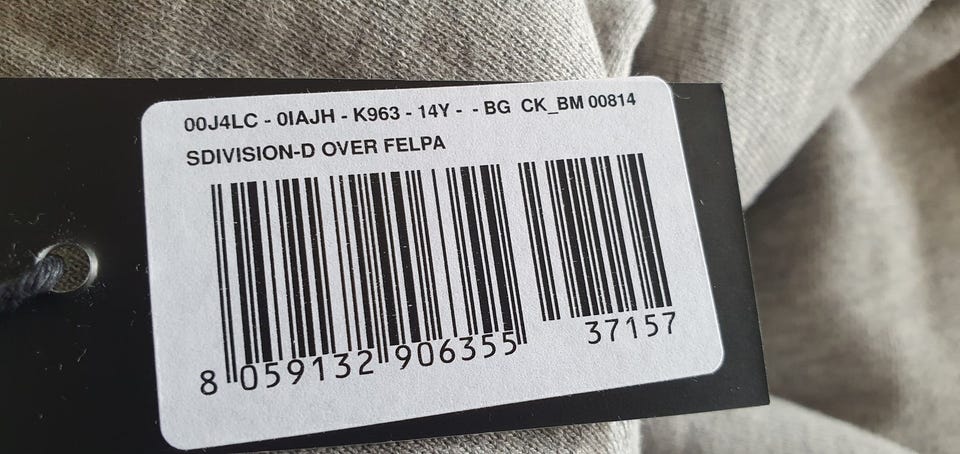 00J4LC - 0IAJH - K963 - 14Y - - BG CK_BM 00814
SDIVISION-D OVER FELPA
8 059132 906355 37157